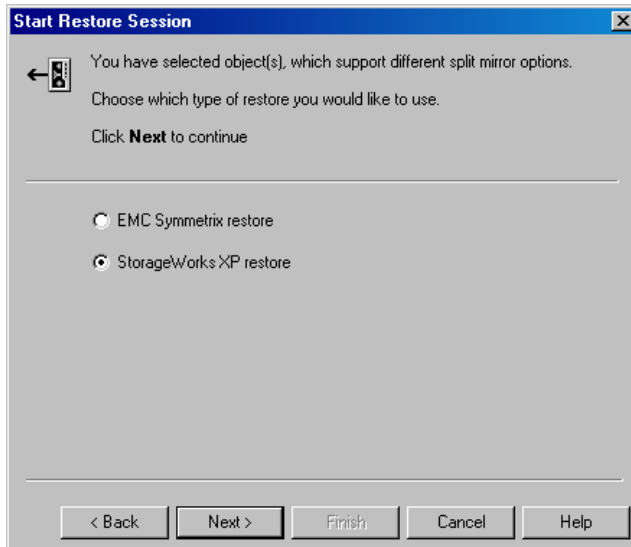 Start Restore Session
You have selected object(s), which support different split mirror options.
Choose which type of restore you would like to use.
Click Next to continue
EMC Symmetrix restore
StorageWorks XP restore
< Back Next > Finish Cancel Help